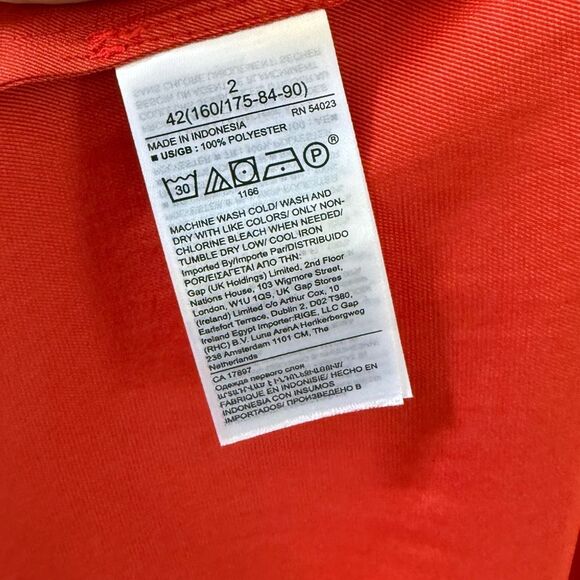 2
42(160/175-84-90)
MADE IN INDONESIA RN 54023
■ US/GB : 100% POLYESTER
30 P ®
1166
MACHINE WASH COLD/ WASH AND
DRY WITH LIKE COLORS/ ONLY NON-
CHLORINE BLEACH WHEN NEEDED/
TUMBLE DRY LOW/ COOL IRON
Imported By/Importe Par/DISTRIBUIDO
POR/ΕΙΣΑΓΕΤΑΙ ΑΠΟ ΤΗΝ:
Gap (UK Holdings) Limited, 2nd Floor
Nations House, 103 Wigmore Street,
London, W1U 1QS, UK Gap Stores
(Ireland) Limited c/o Arthur Cox, 10
Earlsfort Terrace, Dublin 2, D02 T380,
Ireland Egypt Importer:RIGE, LLC Gap
(RHC) B.V. Luna ArenA Herikerbergweg
238 Amsterdam 1101 CM, The
Netherlands
CA 17897
Одежда первого слоя
ԱՐՏԱԴՐՎԱԾ Է ԻՆԴՈՆԵԶԻԱՅՈՒՄ/
FABRIQUE EN INDONESIE/ HECHO EN
INDONESIA CON INSUMOS
IMPORTADOS/ ПРОИЗВЕДЕНО В